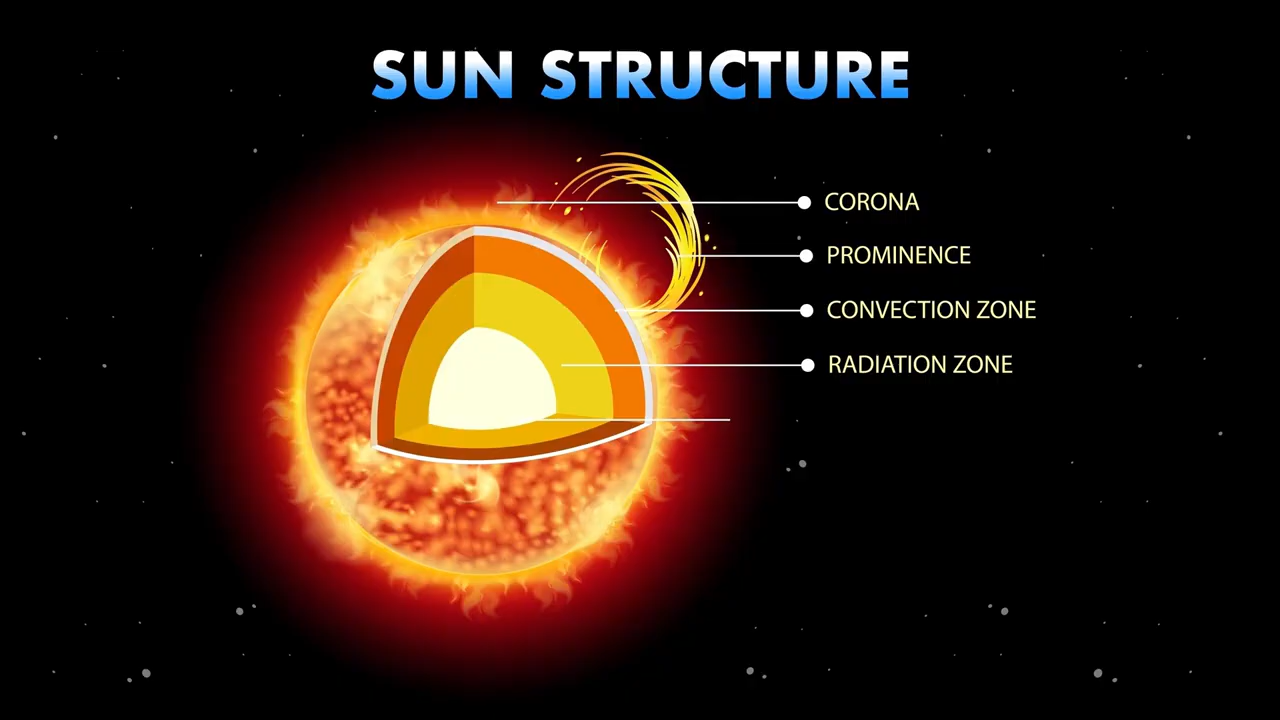 SUN STRUCTURE
CORONA
PROMINENCE
CONVECTION ZONE
RADIATION ZONE